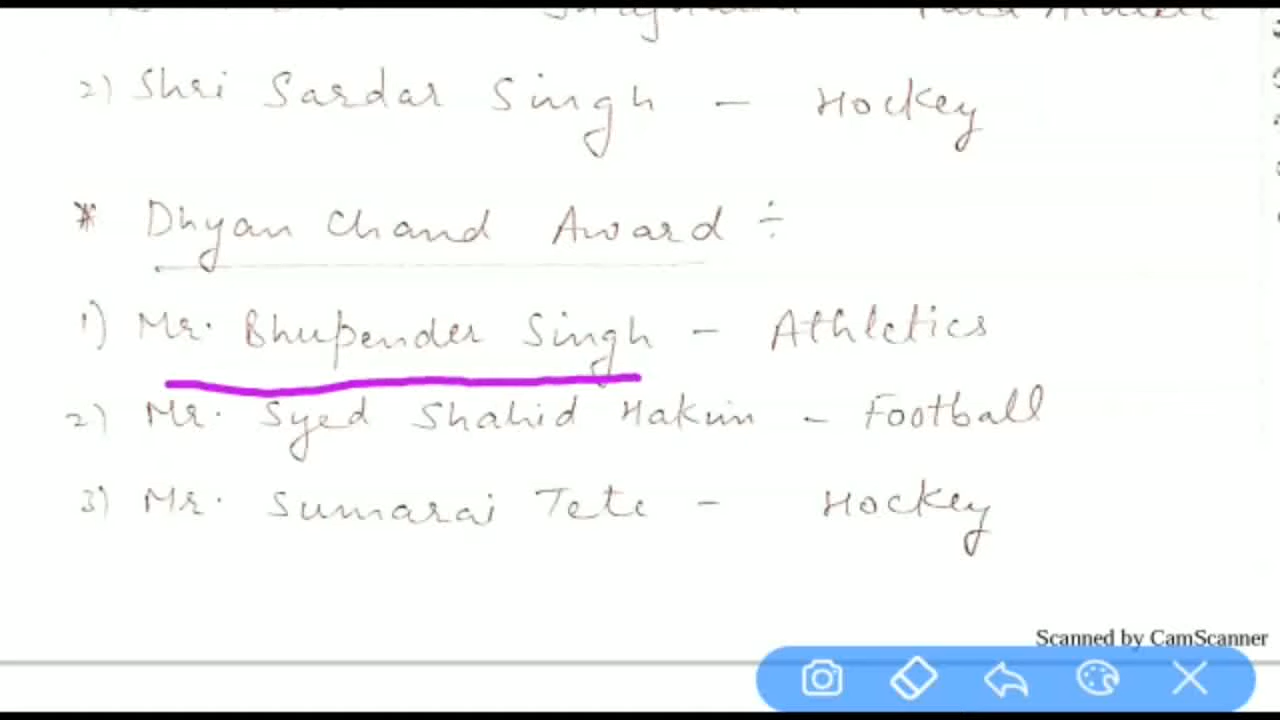 2) Shri Sardar Singh - Hockey
* Dhyan Chand Award ÷
1) Mr. Bhupender Singh - Athletics
2) Mr. Syed Shahid Hakim - Football
3) Mr. Sumarai Tete - Hockey
Scanned by CamScanner